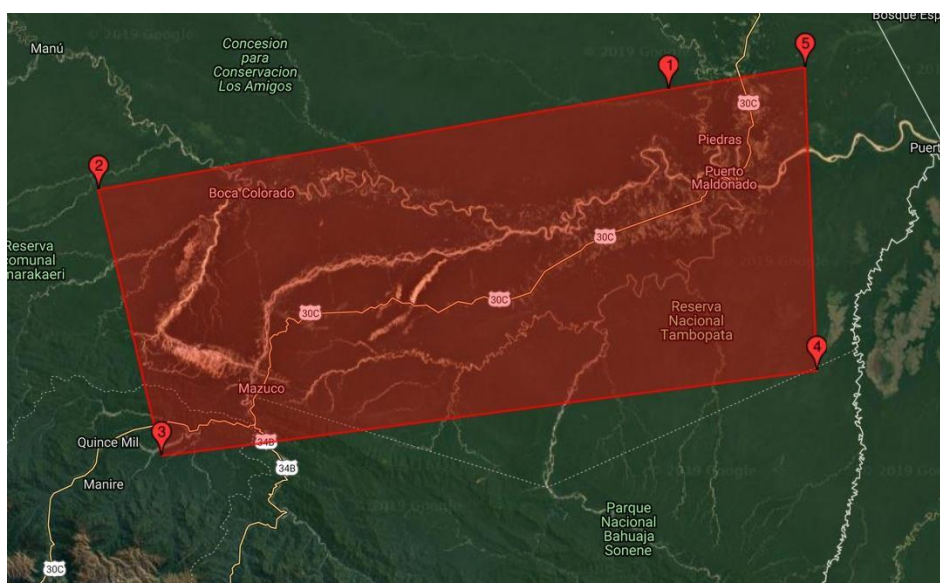 Bosque Esp
© 2019 Google
Manú
Concesion
para
Conservacion
Los Amigos
© 2019 Google
5
1
30C
Piedras
Puert
2
Puerto
Maldonado
Boca Colorado
30C
Reserva
comunal
marakaeri
30C
30C
Reserva
Nacional
Tambopata
4
Mazuco
3
Quince Mil
34B
34B
Manire
© 2019 Google
Parque
Nacional
Bahuaja
Sonene
30C